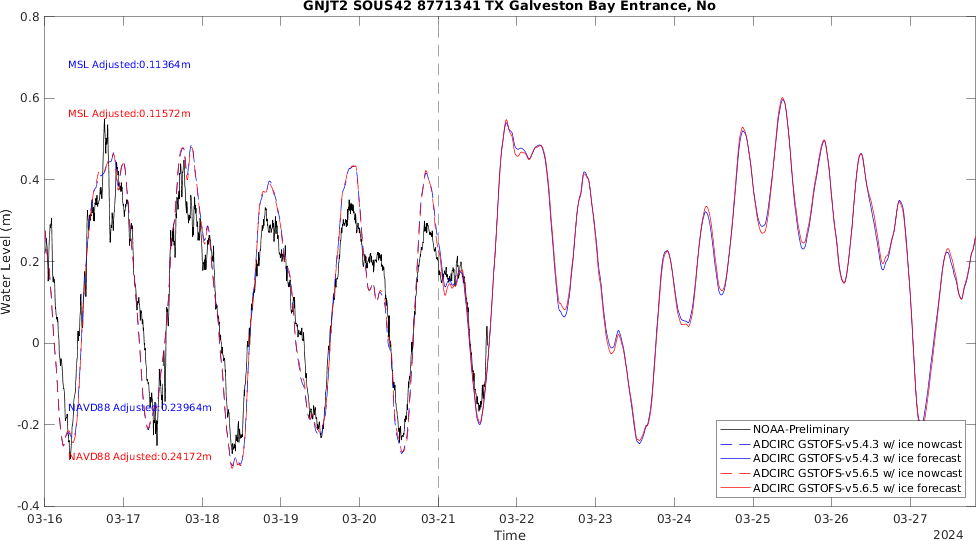 GNJT2 SOUS42 8771341 TX Galveston Bay Entrance, No
Water Level (m)
0.8
0.6
0.4
0.2
0
-0.2
-0.4
MSL Adjusted:0.11364m
MSL Adjusted:0.11572m
NAVD88 Adjusted:0.23964m
NAVD88 Adjusted:0.24172m
NOAA-Preliminary
ADCIRC GSTOFS-v5.4.3 w/ ice nowcast
ADCIRC GSTOFS-v5.4.3 w/ ice forecast
ADCIRC GSTOFS-v5.6.5 w/ ice nowcast
ADCIRC GSTOFS-v5.6.5 w/ ice forecast
03-16 03-17 03-18 03-19 03-20 03-21 03-22 03-23 03-24 03-25 03-26 03-27
Time
2024